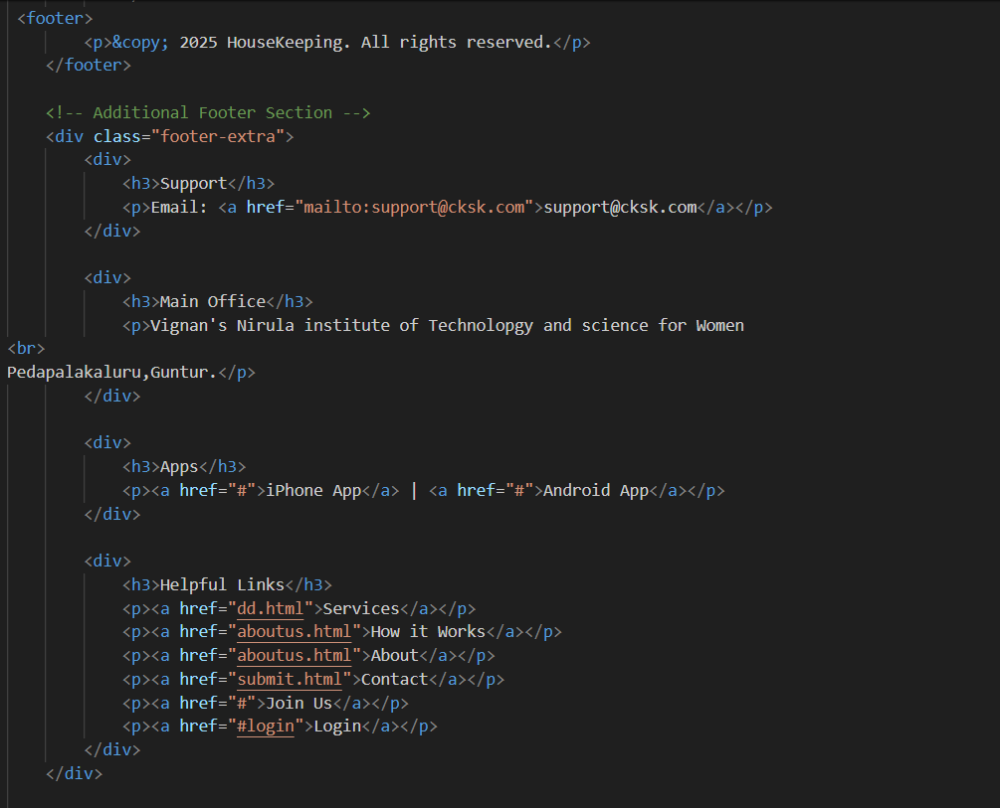 <footer>
<p>&copy; 2025 HouseKeeping. All rights reserved.</p>
</footer>
<!-- Additional Footer Section -->
<div class="footer-extra">
<div>
<h3>Support</h3>
<p>Email: <a href="mailto:support@cksk.com">support@cksk.com</a></p>
</div>
<div>
<h3>Main Office</h3>
<p>Vignan's Nirula institute of Technolopgy and science for Women
<br>
Pedapalakaluru,Guntur.</p>
</div>
<div>
<h3>Apps</h3>
<p><a href="#">iPhone App</a> | <a href="#">Android App</a></p>
</div>
<div>
<h3>Helpful Links</h3>
<p><a href="dd.html">Services</a></p>
<p><a href="aboutus.html">How it Works</a></p>
<p><a href="aboutus.html">About</a></p>
<p><a href="submit.html">Contact</a></p>
<p><a href="#">Join Us</a></p>
<p><a href="#login">Login</a></p>
</div>
</div>